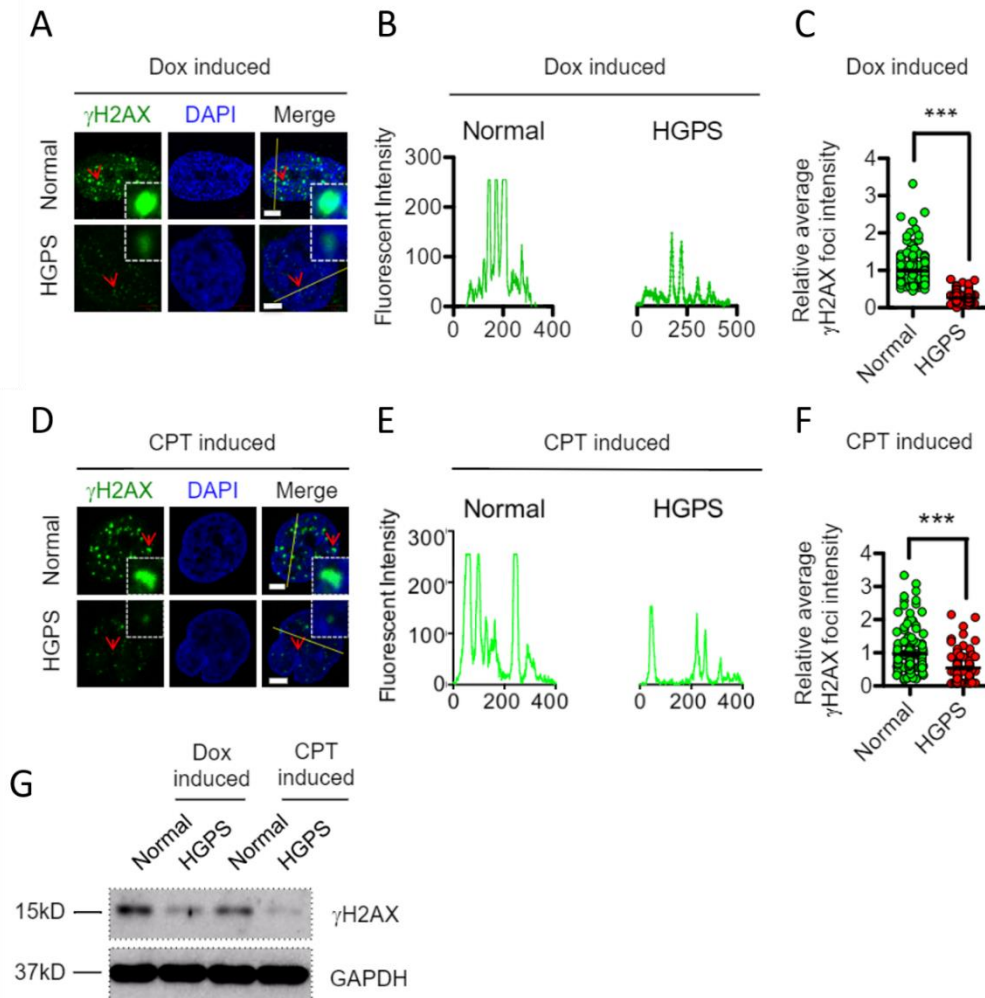 A
Dox induced
γH2AX DAPI Merge
Normal
HGPS
B
Dox induced
Normal HGPS
Fluorescent Intensity
300
200
100
0
0 200 400
0 250 500
C
Dox induced
***
Relative average
γH2AX foci intensity
4
3
2
1
0
Normal HGPS
D
CPT induced
γH2AX DAPI Merge
Normal
HGPS
E
CPT induced
Normal HGPS
Fluorescent Intensity
300
200
100
0
0 200 400
0 200 400
F
CPT induced
***
Relative average
γH2AX foci intensity
4
3
2
1
0
Normal HGPS
G
Dox CPT
induced induced
Normal HGPS Normal HGPS
15kD γH2AX
37kD GAPDH